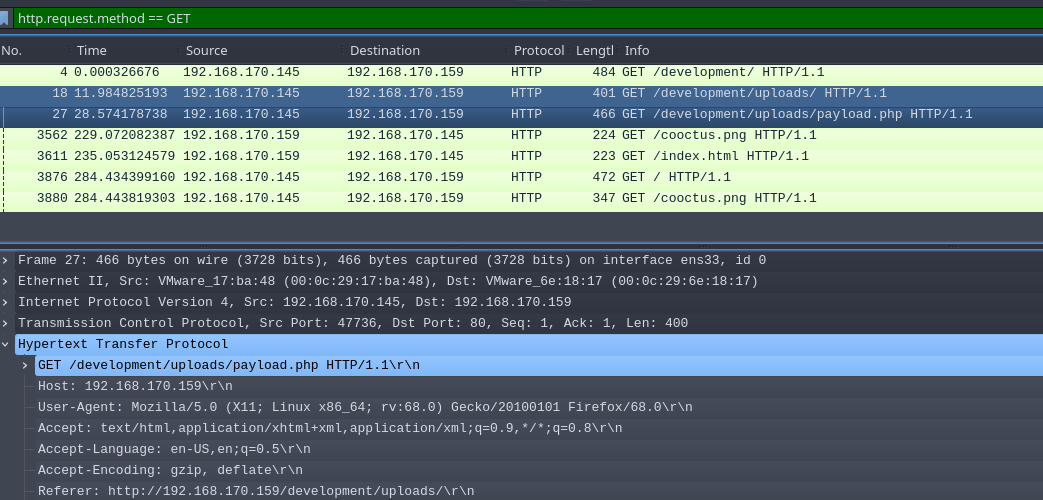 http.request.method == GET
No. Time Source Destination Protocol Lengtl Info
4 0.000326676 192.168.170.145 192.168.170.159 HTTP 484 GET /development/ HTTP/1.1
18 11.984825193 192.168.170.145 192.168.170.159 HTTP 401 GET /development/uploads/ HTTP/1.1
27 28.574178738 192.168.170.145 192.168.170.159 HTTP 466 GET /development/uploads/payload.php HTTP/1.1
3562 229.072082387 192.168.170.159 192.168.170.145 HTTP 224 GET /cooctus.png HTTP/1.1
3611 235.053124579 192.168.170.159 192.168.170.145 HTTP 223 GET /index.html HTTP/1.1
3876 284.434399160 192.168.170.145 192.168.170.159 HTTP 472 GET / HTTP/1.1
3880 284.443819303 192.168.170.145 192.168.170.159 HTTP 347 GET /cooctus.png HTTP/1.1
Frame 27: 466 bytes on wire (3728 bits), 466 bytes captured (3728 bits) on interface ens33, id 0
Ethernet II, Src: VMware_17:ba:48 (00:0c:29:17:ba:48), Dst: VMware_6e:18:17 (00:0c:29:6e:18:17)
Internet Protocol Version 4, Src: 192.168.170.145, Dst: 192.168.170.159
Transmission Control Protocol, Src Port: 47736, Dst Port: 80, Seq: 1, Ack: 1, Len: 400
Hypertext Transfer Protocol
GET /development/uploads/payload.php HTTP/1.1\r\n
Host: 192.168.170.159\r\n
User-Agent: Mozilla/5.0 (X11; Linux x86_64; rv:68.0) Gecko/20100101 Firefox/68.0\r\n
Accept: text/html,application/xhtml+xml,application/xml;q=0.9,*/*;q=0.8\r\n
Accept-Language: en-US,en;q=0.5\r\n
Accept-Encoding: gzip, deflate\r\n
Referer: http://192.168.170.159/development/uploads/\r\n